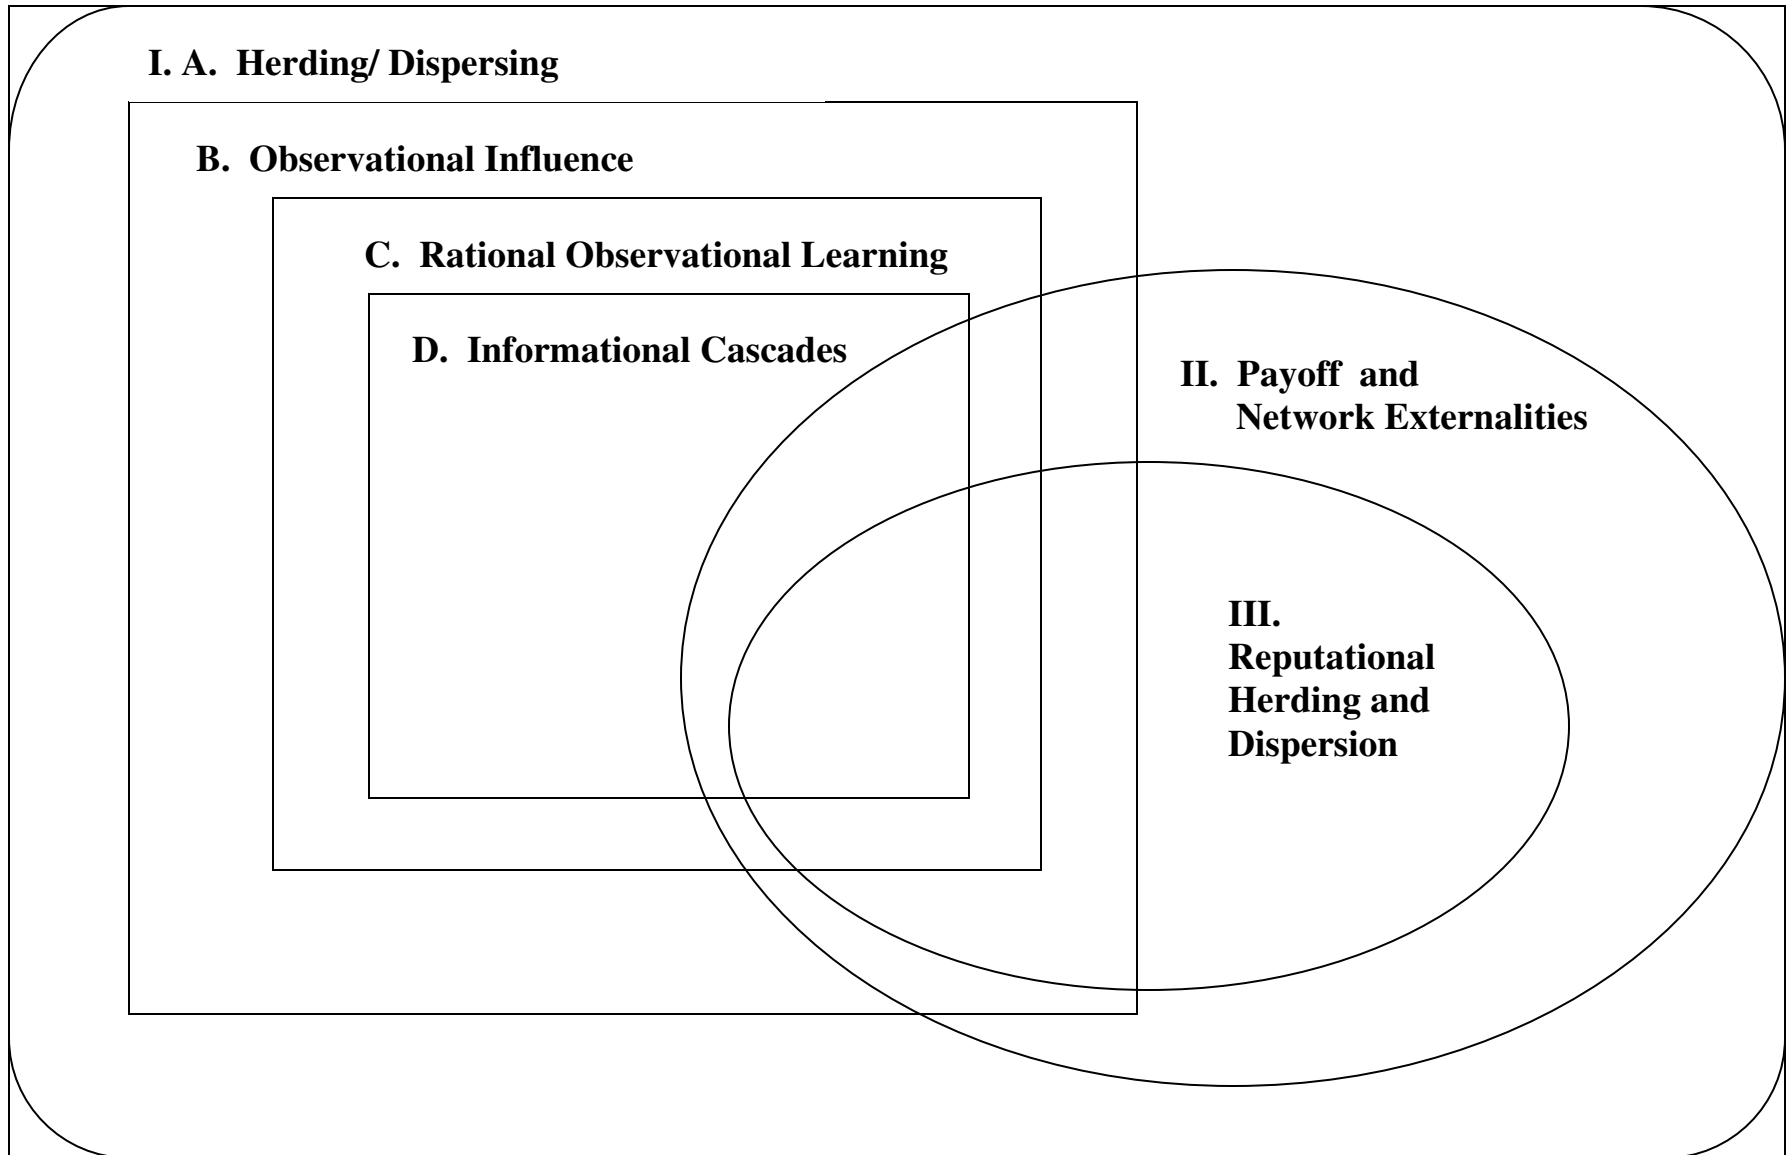 I. A. Herding/ Dispersing
B. Observational Influence
C. Rational Observational Learning
D. Informational Cascades
II. Payoff and
Network Externalities
III.
Reputational
Herding and
Dispersion